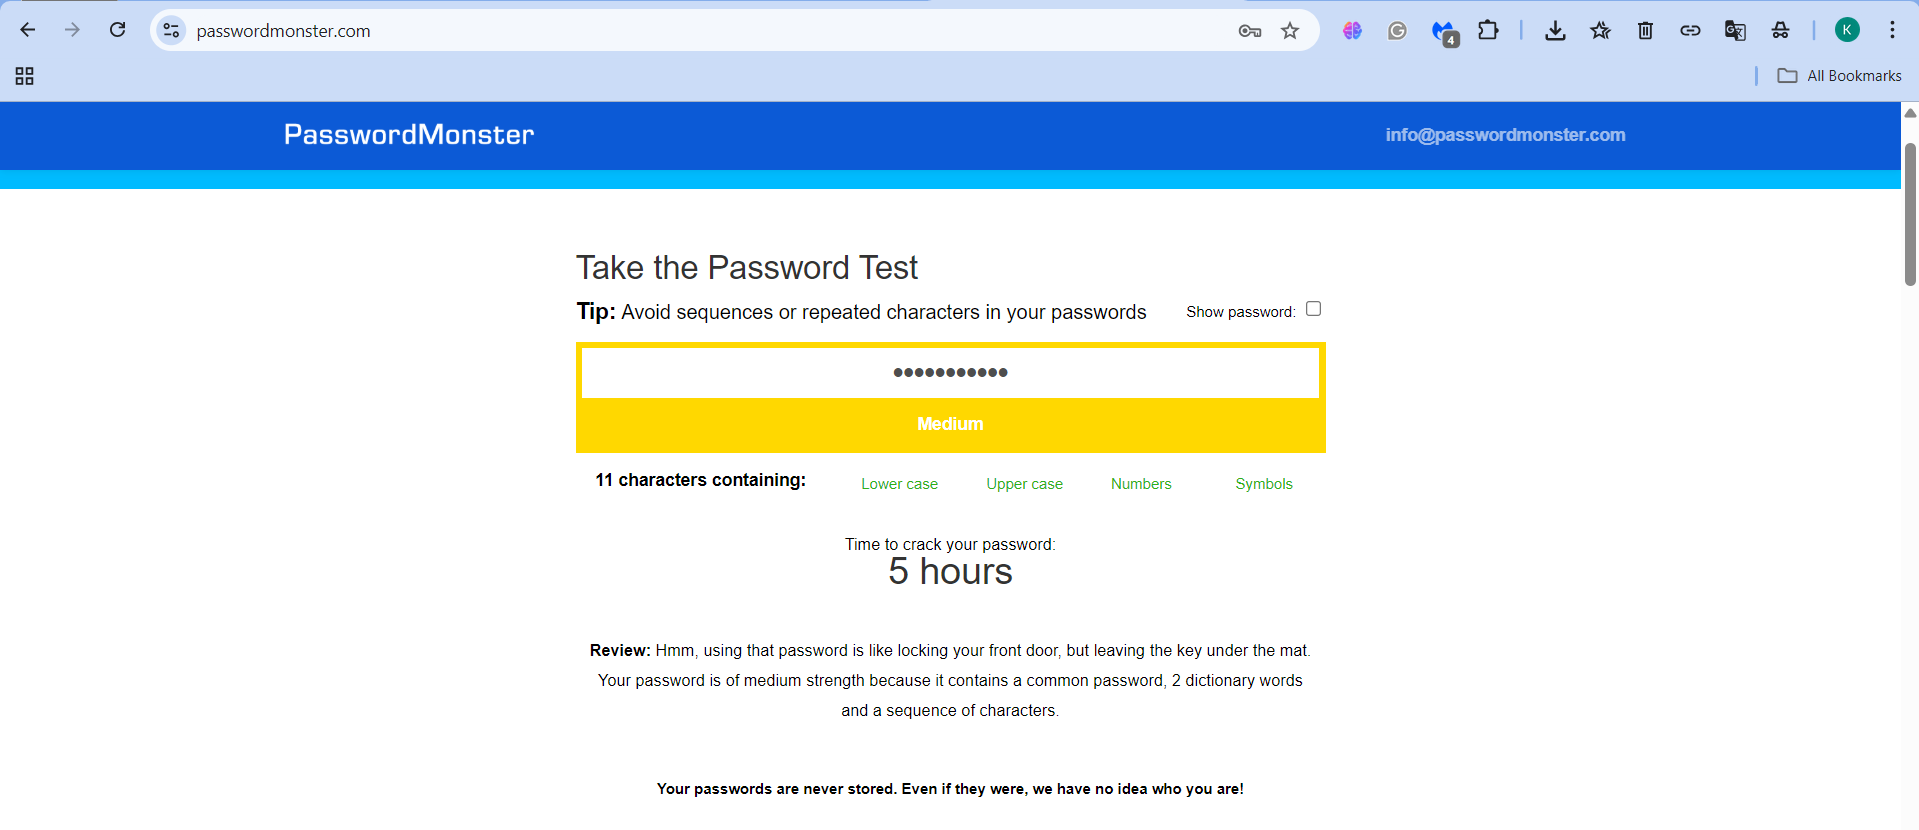 passwordmonster.com
4
K
All Bookmarks
PasswordMonster
info@passwordmonster.com
Take the Password Test
Tip: Avoid sequences or repeated characters in your passwords
Show password:
•••••••••••
Medium
11 characters containing:
Lower case
Upper case
Numbers
Symbols
Time to crack your password:
5 hours
Review: Hmm, using that password is like locking your front door, but leaving the key under the mat.
Your password is of medium strength because it contains a common password, 2 dictionary words
and a sequence of characters.
Your passwords are never stored. Even if they were, we have no idea who you are!